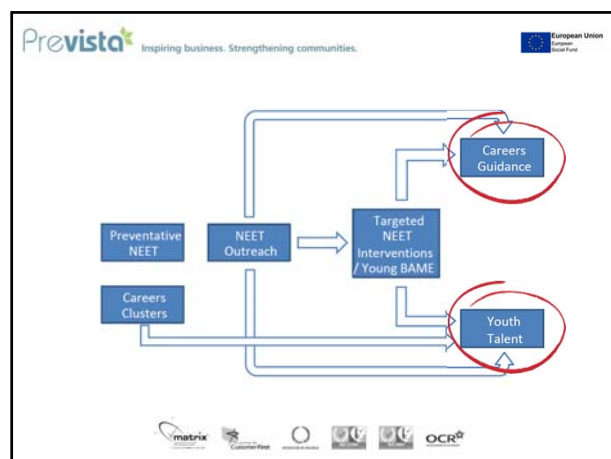 Prevista Inspiring business. Strengthening communities.
European Union
European
Social Fund
Careers
Guidance
Preventative
NEET
NEET
Outreach
Targeted
NEET
Interventions
/ Young BAME
Careers
Clusters
Youth
Talent
matrix
Customer First
OCR